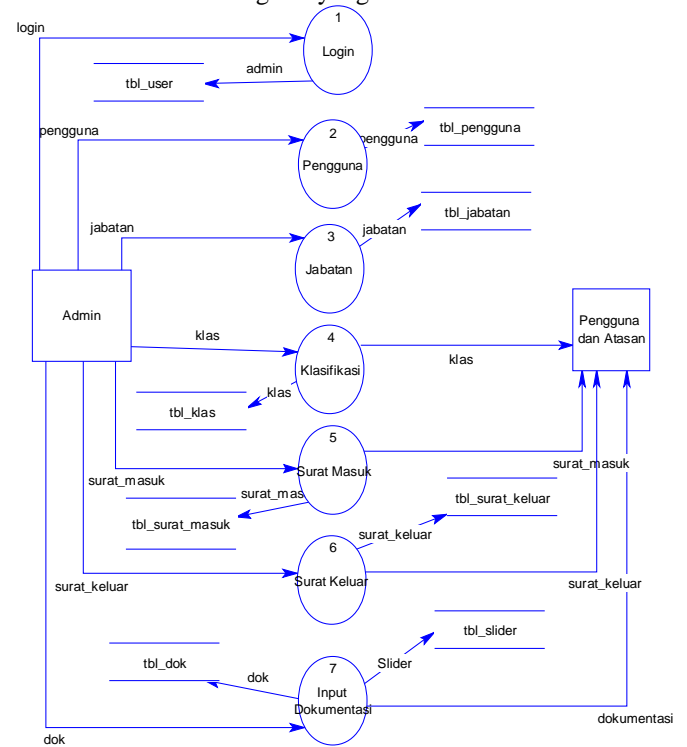 login
1
Login
admin
tbl_user
pengguna
2
Pengguna
pengguna
tbl_pengguna
jabatan
3
Jabatan
jabatan
tbl_jabatan
Admin
klas
4
Klasifikasi
klas
Pengguna
dan Atasan
klas
tbl_klas
5
Surat Masuk
surat_masuk
surat_masuk
surat_mas
tbl_surat_masuk
tbl_surat_keluar
surat_keluar
6
Surat Keluar
surat_keluar
surat_keluar
tbl_slider
Slider
tbl_dok
dok
7
Input
Dokumentasi
dokumentasi
dok